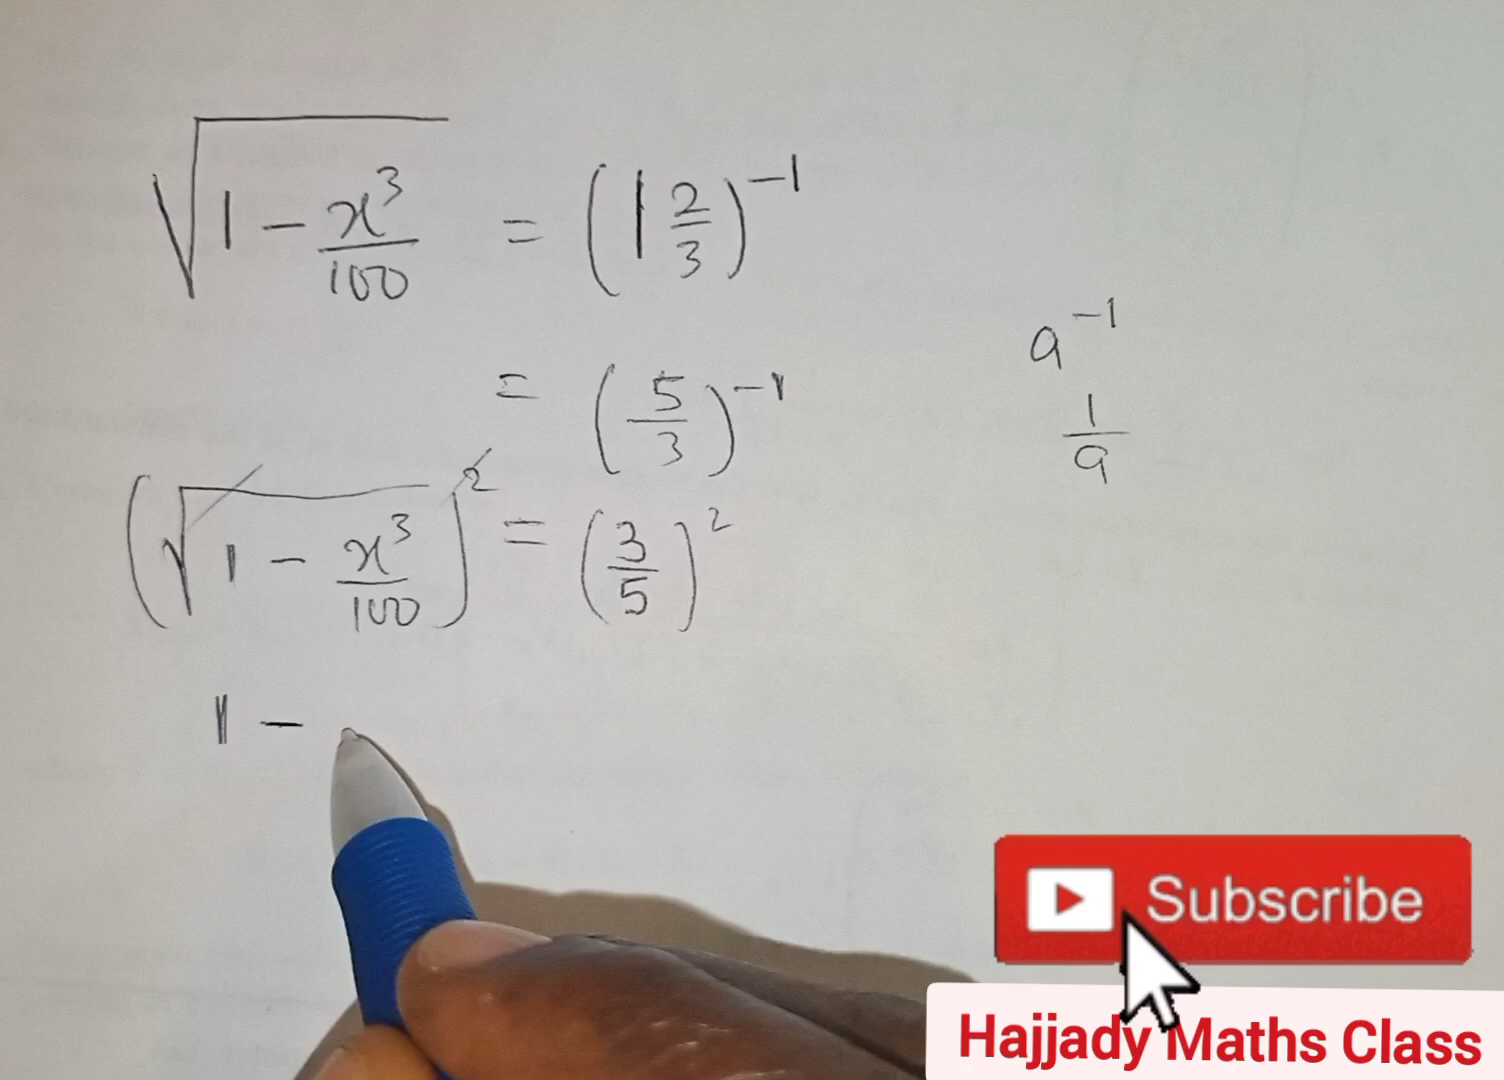 √(1 - x³/100) = (1 2/3)⁻¹
= (5/3)⁻¹
a⁻¹
1/a
(√(1 - x³/100))² = (3/5)²
1 -
Subscribe
Hajjady Maths Class